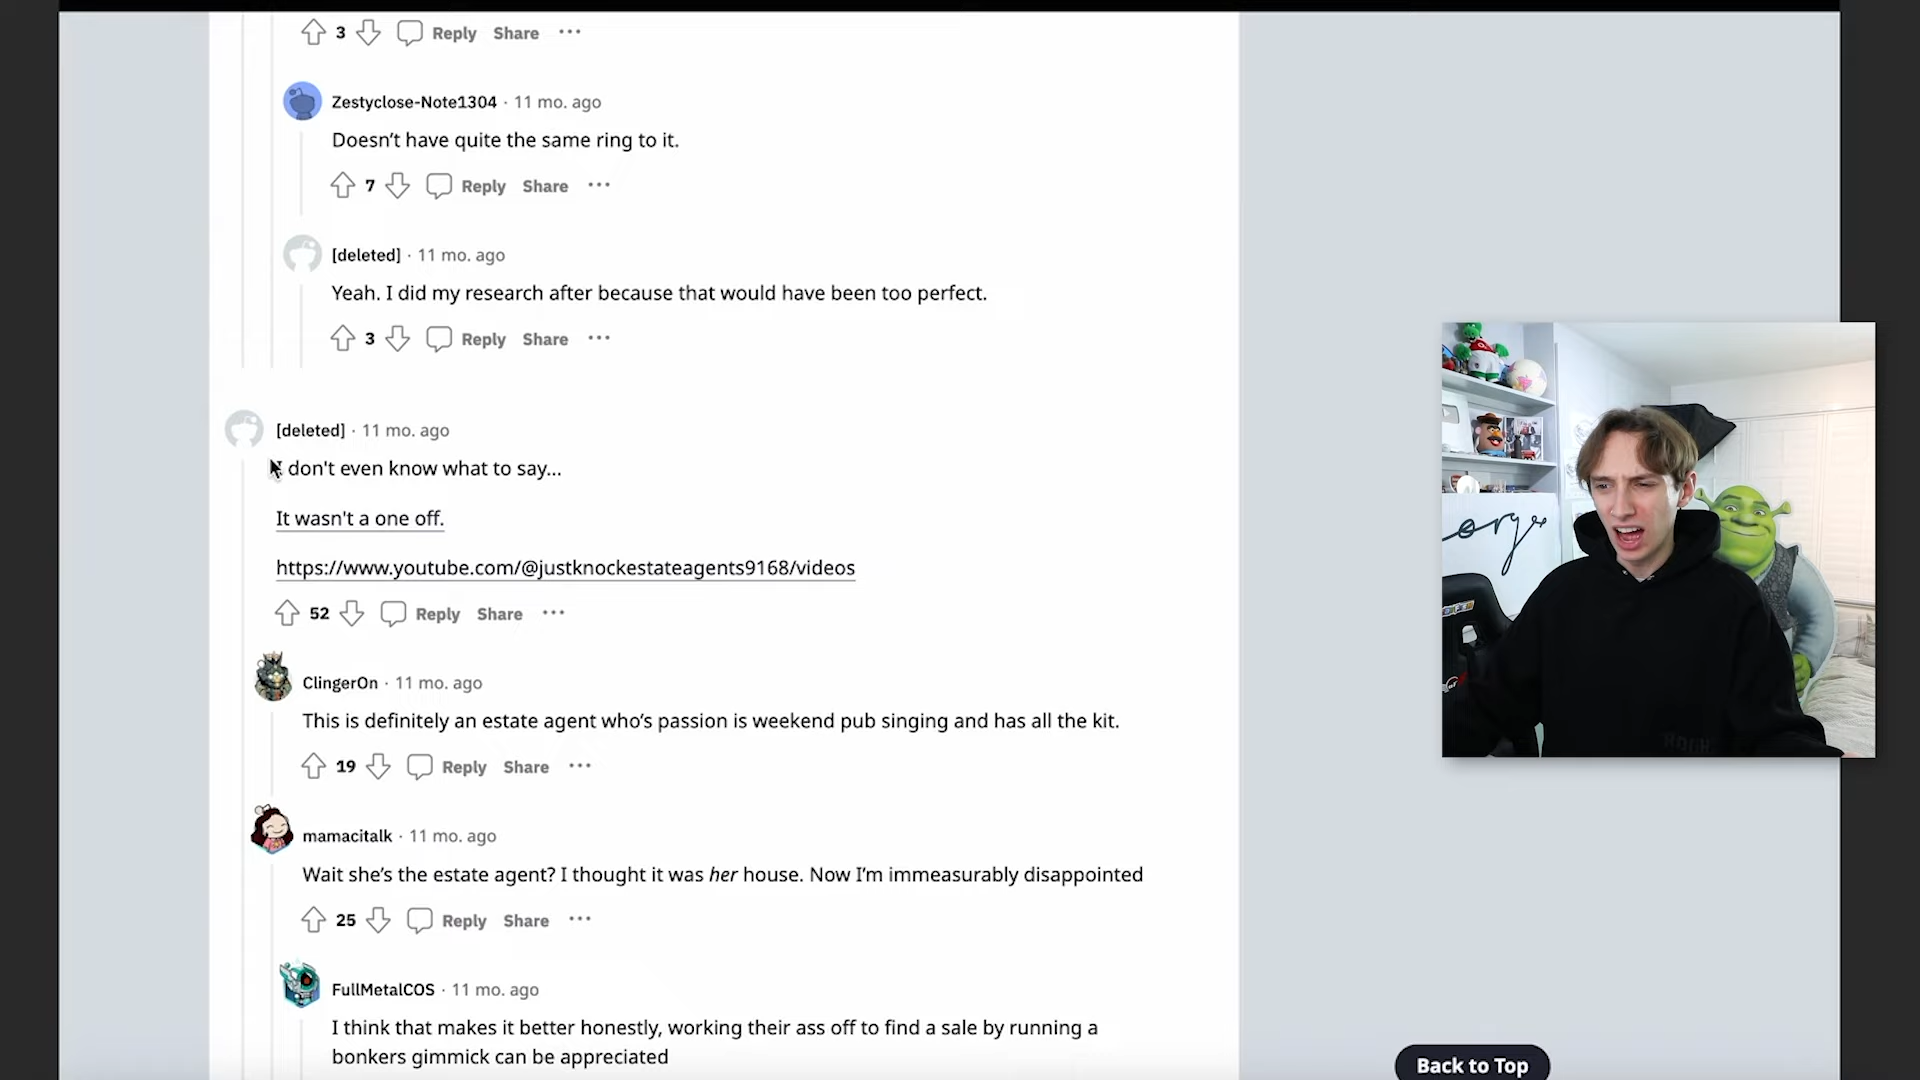 3 Reply Share ···
Zestyclose-Note1304 · 11 mo. ago
Doesn't have quite the same ring to it.
7 Reply Share ···
[deleted] · 11 mo. ago
Yeah. I did my research after because that would have been too perfect.
3 Reply Share ···
[deleted] · 11 mo. ago
I don't even know what to say...
It wasn't a one off.
https://www.youtube.com/@justknockestateagents9168/videos
52 Reply Share ···
ClingerOn · 11 mo. ago
This is definitely an estate agent who's passion is weekend pub singing and has all the kit.
19 Reply Share ···
mamacitalk · 11 mo. ago
Wait she's the estate agent? I thought it was her house. Now I'm immeasurably disappointed
25 Reply Share ···
FullMetalCOS · 11 mo. ago
I think that makes it better honestly, working their ass off to find a sale by running a
bonkers gimmick can be appreciated
Back to Top